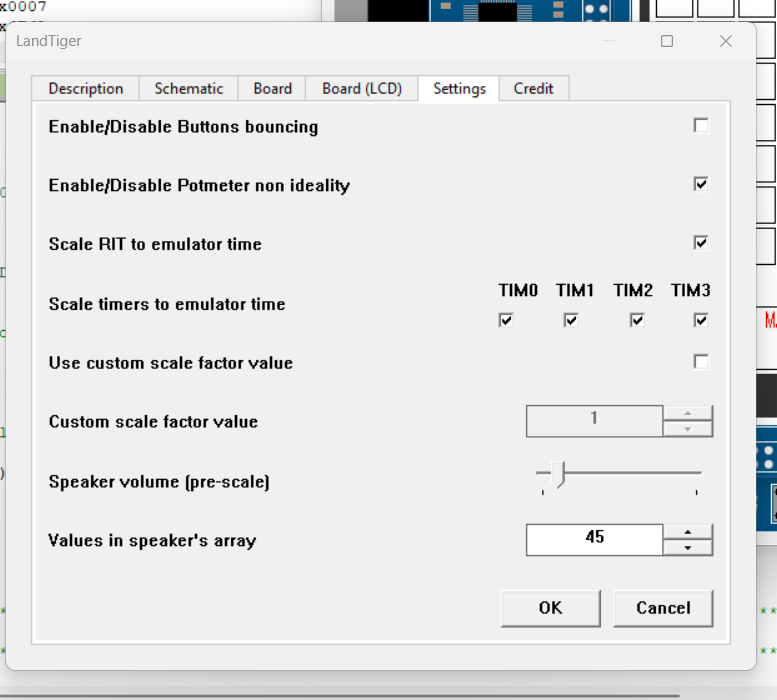 x0007
x
LandTiger
Description Schematic Board Board (LCD) Settings Credit
Enable/Disable Buttons bouncing
Enable/Disable Potmeter non ideality
Scale RIT to emulator time
TIM0 TIM1 TIM2 TIM3
Scale timers to emulator time
Use custom scale factor value
Custom scale factor value 1
Speaker volume (pre-scale)
Values in speaker's array 45
OK Cancel